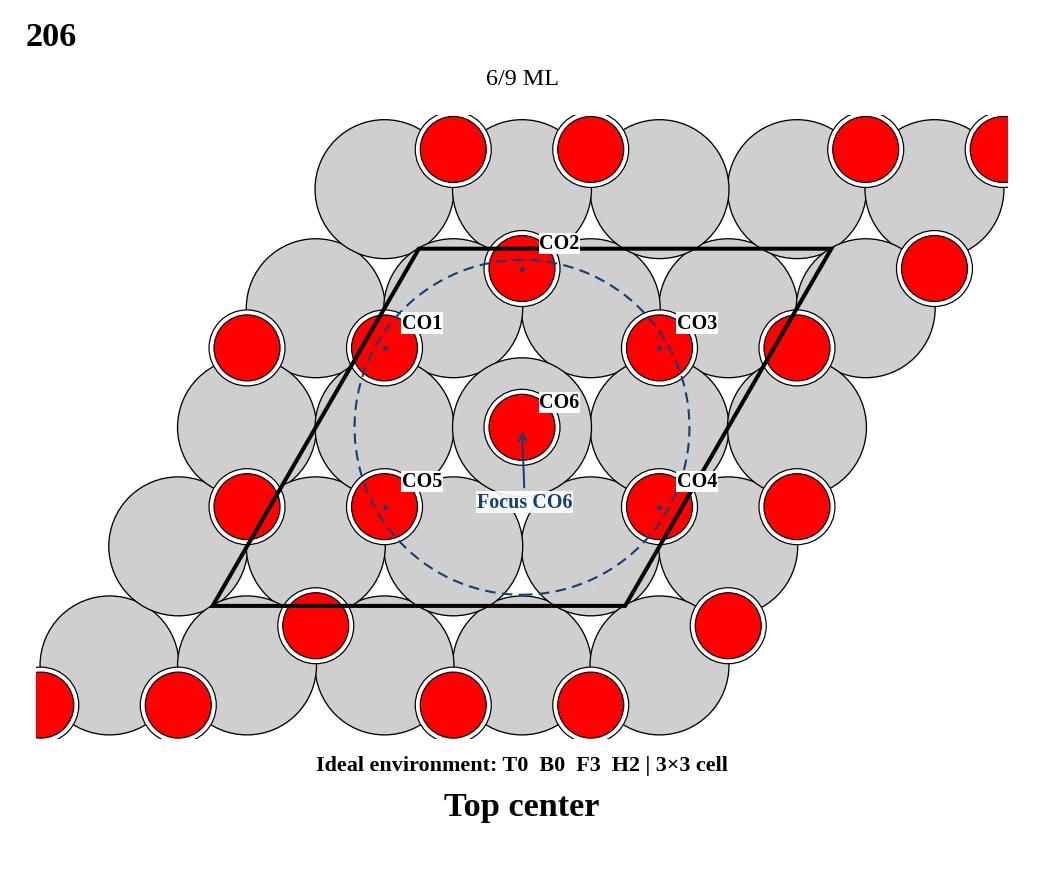 206
6/9 ML
CO2
CO1
CO3
CO6
CO5
CO4
Focus CO6
Ideal environment: T0 B0 F3 H2 | 3×3 cell
Top center